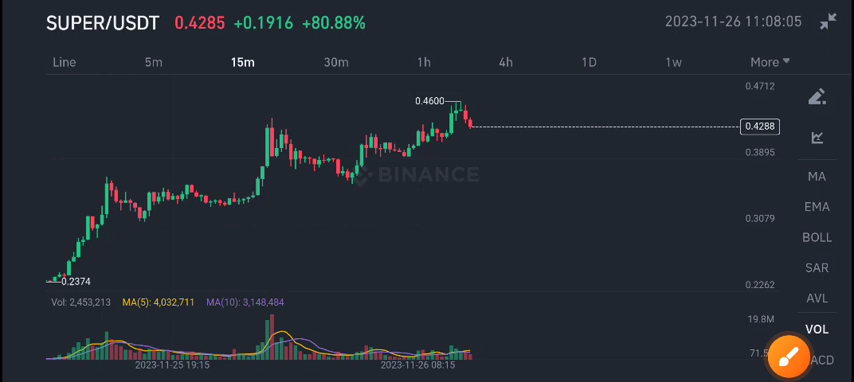 SUPER/USDT 0.4285 +0.1916 +80.88% 2023-11-26 11:08:05
Line 5m 15m 30m 1h 4h 1D 1w More
0.4712
0.4600
0.4288
0.3895
MA
BINANCE
EMA
0.3079
BOLL
SAR
0.2374
0.2262
AVL
Vol: 2,453,213 MA(5): 4,032,711 MA(10): 3,148,484
19.8M
VOL
2023-11-25 19:15 2023-11-26 08:15